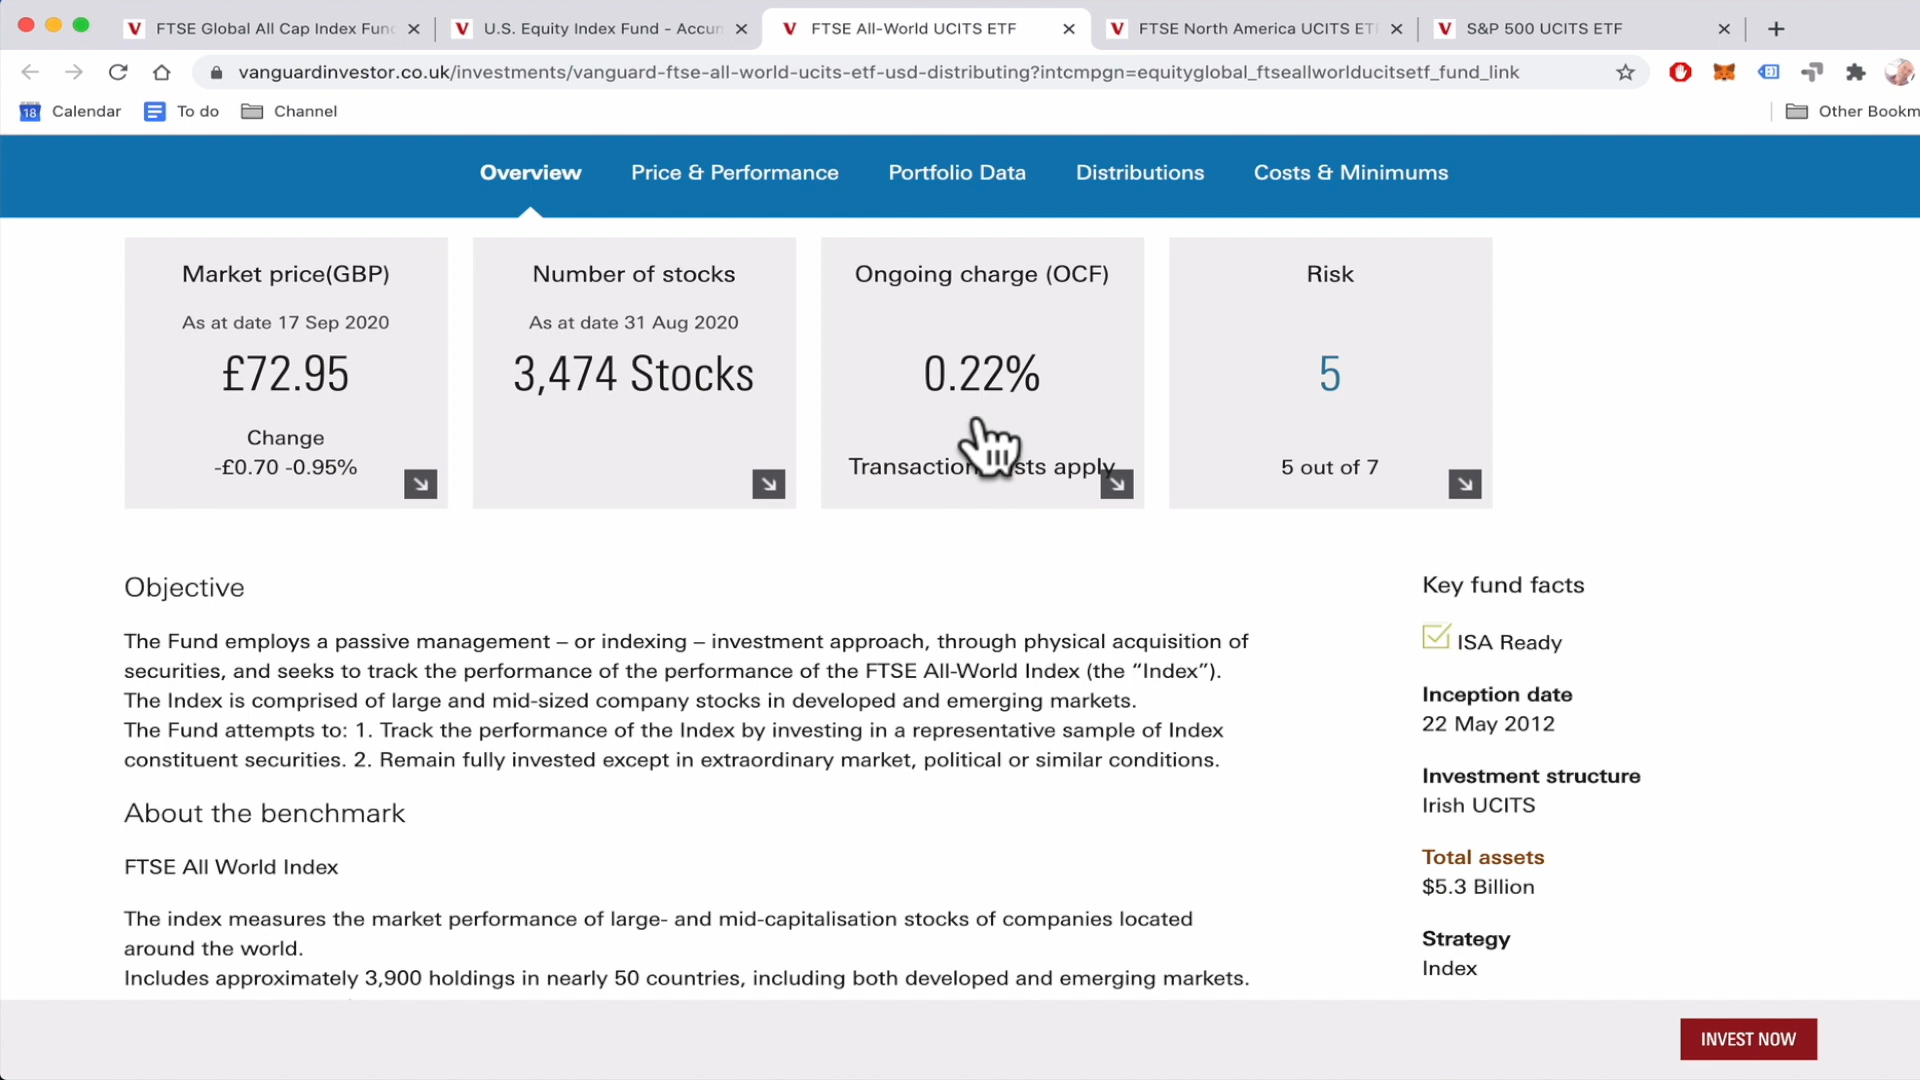 FTSE Global All Cap Index Fun
U.S. Equity Index Fund - Accun
FTSE All-World UCITS ETF
FTSE North America UCITS ETF
S&P 500 UCITS ETF
vanguardinvestor.co.uk/investments/vanguard-ftse-all-world-ucits-etf-usd-distributing?intcmpgn=equityglobal_ftseallworlducitsetf_fund_link
18 Calendar
To do
Channel
Other Bookm
Overview
Price & Performance
Portfolio Data
Distributions
Costs & Minimums
Market price(GBP)
As at date 17 Sep 2020
£72.95
Change
-£0.70 -0.95%
Number of stocks
As at date 31 Aug 2020
3,474 Stocks
Ongoing charge (OCF)
0.22%
Transaction sts apply
Risk
5
5 out of 7
Objective
The Fund employs a passive management – or indexing – investment approach, through physical acquisition of
securities, and seeks to track the performance of the performance of the FTSE All-World Index (the “Index”).
The Index is comprised of large and mid-sized company stocks in developed and emerging markets.
The Fund attempts to: 1. Track the performance of the Index by investing in a representative sample of Index
constituent securities. 2. Remain fully invested except in extraordinary market, political or similar conditions.
About the benchmark
FTSE All World Index
The index measures the market performance of large- and mid-capitalisation stocks of companies located
around the world.
Includes approximately 3,900 holdings in nearly 50 countries, including both developed and emerging markets.
Key fund facts
ISA Ready
Inception date
22 May 2012
Investment structure
Irish UCITS
Total assets
$5.3 Billion
Strategy
Index
INVEST NOW